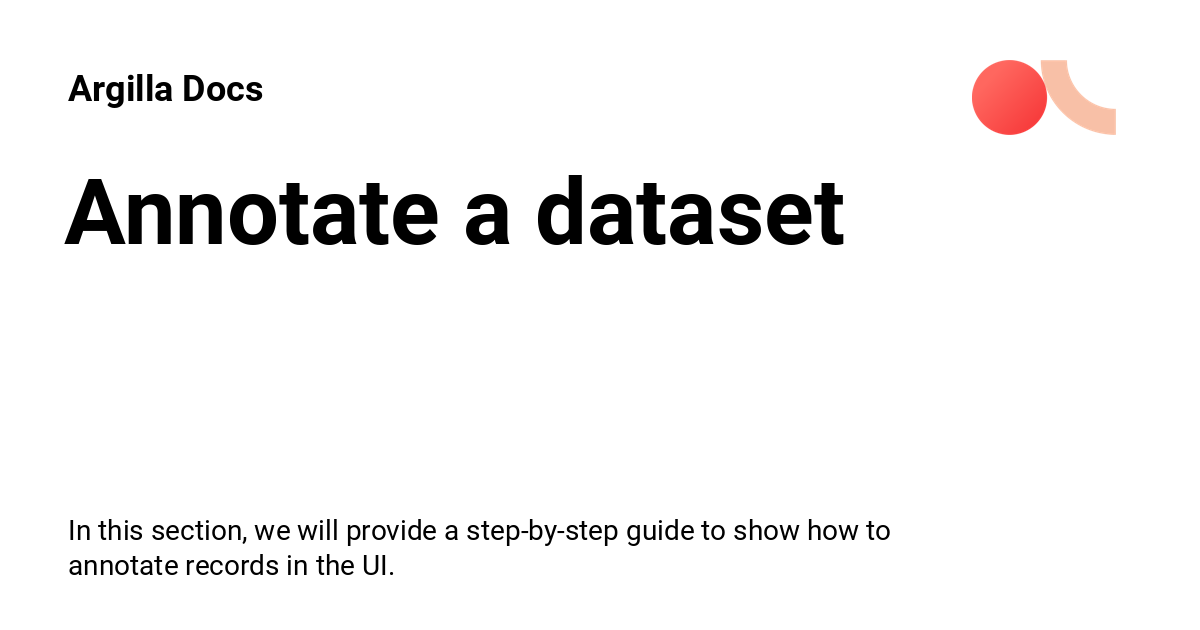 Argilla Docs
Annotate a dataset
In this section, we will provide a step-by-step guide to show how to
annotate records in the UI.